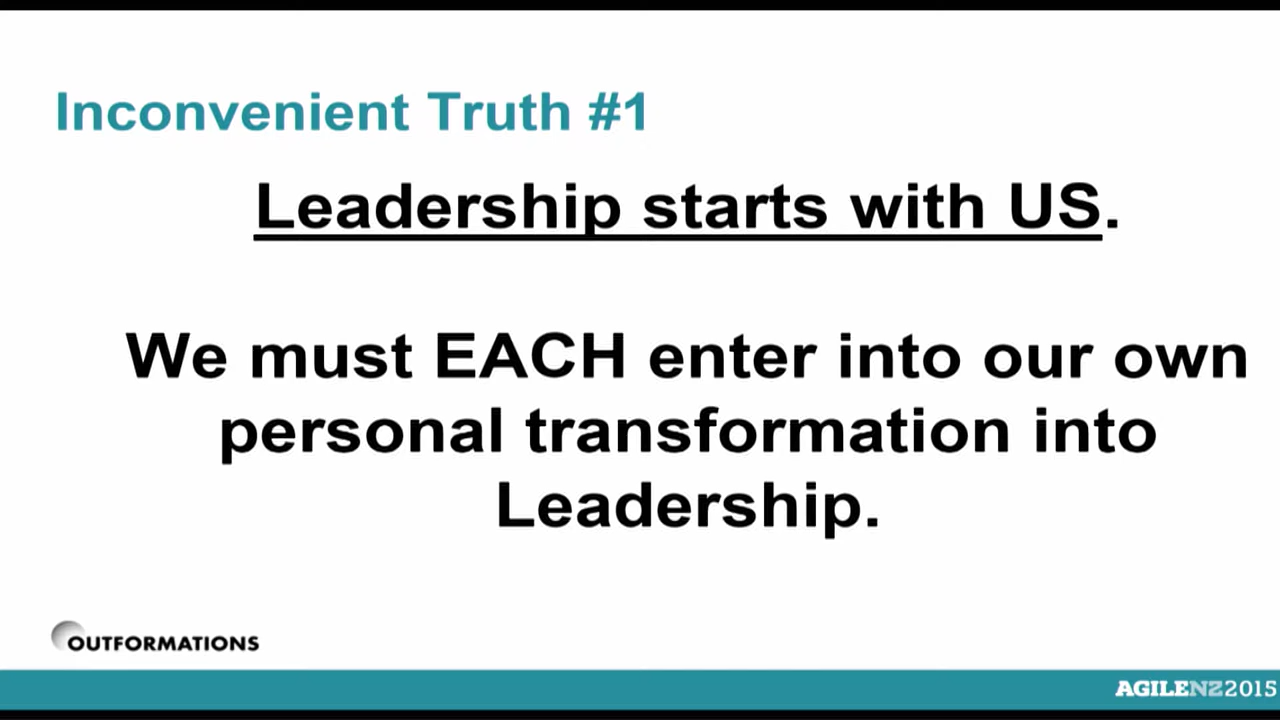 Inconvenient Truth #1
Leadership starts with US.
We must EACH enter into our own
personal transformation into
Leadership.
OUTFORMATIONS
AGILENZ2015